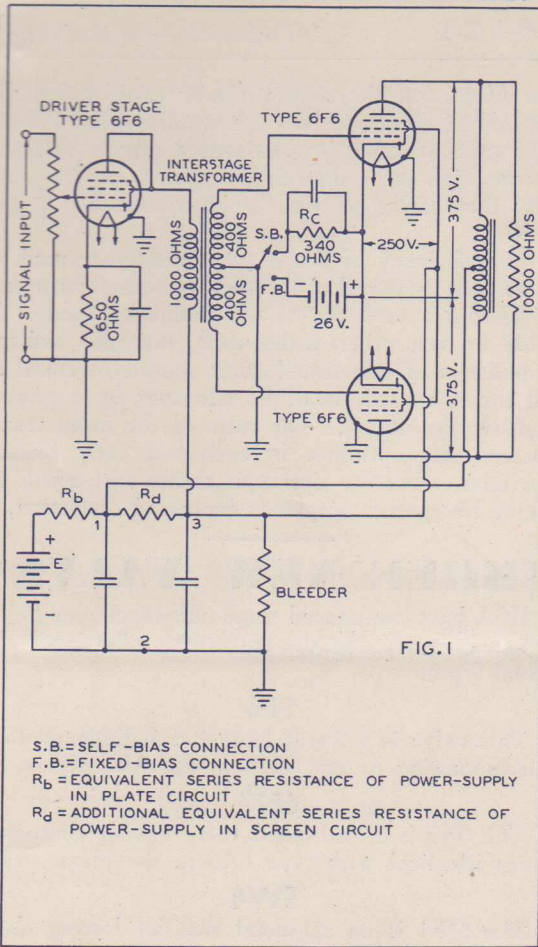 DRIVER STAGE
TYPE 6F6
TYPE 6F6
INTERSTAGE
TRANSFORMER
SIGNAL INPUT
650
OHMS
1000 OHMS
400
OHMS
400
OHMS
S.B.
RC
340
OHMS
F.B.
- +
26 V.
250 V.
375 V.
375 V.
10000 OHMS
TYPE 6F6
Rb
1
Rd
3
+
E
-
2
BLEEDER
FIG.1
S.B.=SELF-BIAS CONNECTION
F.B.=FIXED-BIAS CONNECTION
Rb=EQUIVALENT SERIES RESISTANCE OF POWER-SUPPLY
IN PLATE CIRCUIT
Rd=ADDITIONAL EQUIVALENT SERIES RESISTANCE OF
POWER-SUPPLY IN SCREEN CIRCUIT